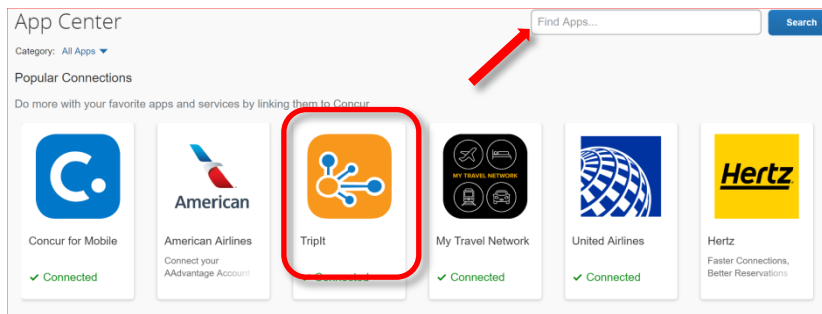 App Center
Find Apps...
Search
Category: All Apps
Popular Connections
Do more with your favorite apps and services by linking them to Concur
C.
American
MY TRAVEL NETWORK
Hertz
Concur for Mobile
American Airlines
TripIt
My Travel Network
United Airlines
Hertz
Connect your
AAdvantage Account
Faster Connections,
Better Reservations
Connected
Connected
Connected
Connected